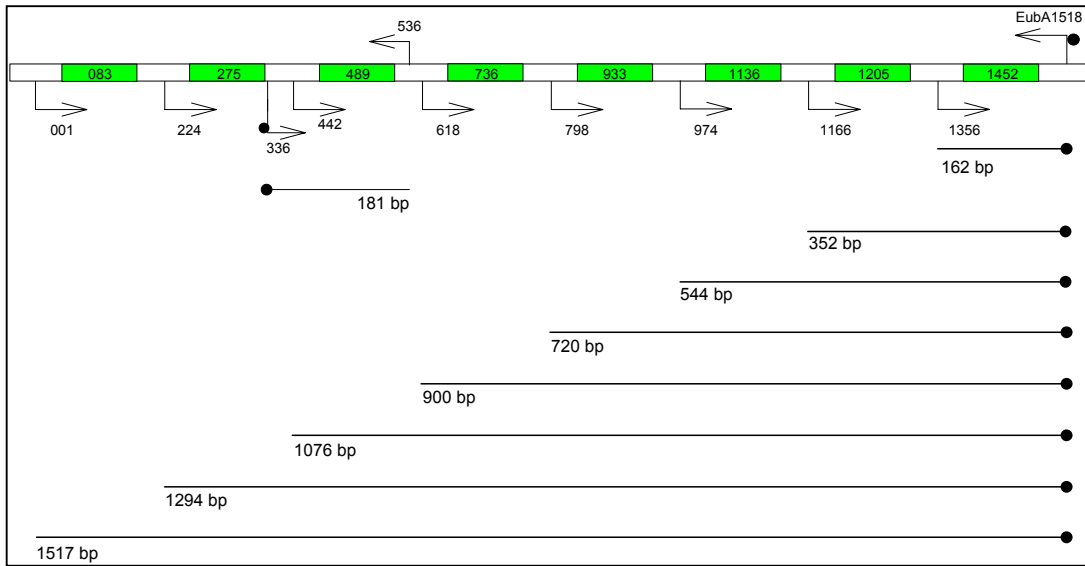 536 EubA1518
083 275 489 736 933 1136 1205 1452
001 224 336 442 618 798 974 1166 1356
162 bp
181 bp
352 bp
544 bp
720 bp
900 bp
1076 bp
1294 bp
1517 bp